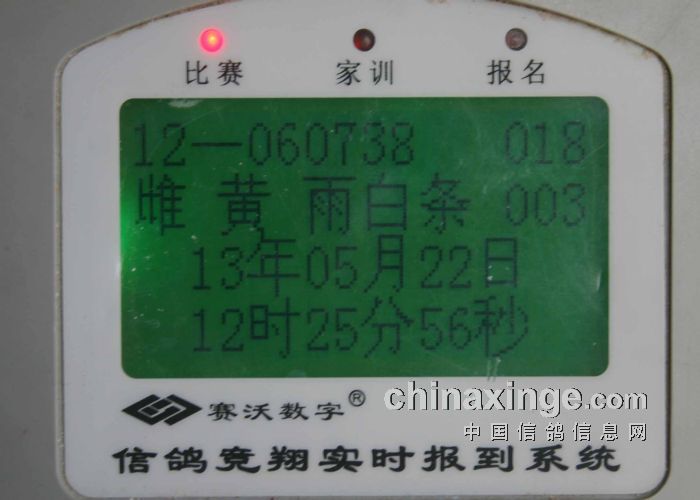 比赛 家训 报名
12—060738 018
雌 黄 雨白条 003
13年05月22日
12时25分56秒
赛沃数字®
chinaxinge.com
中国信鸽信息网
信鸽竞翔实时报到系统